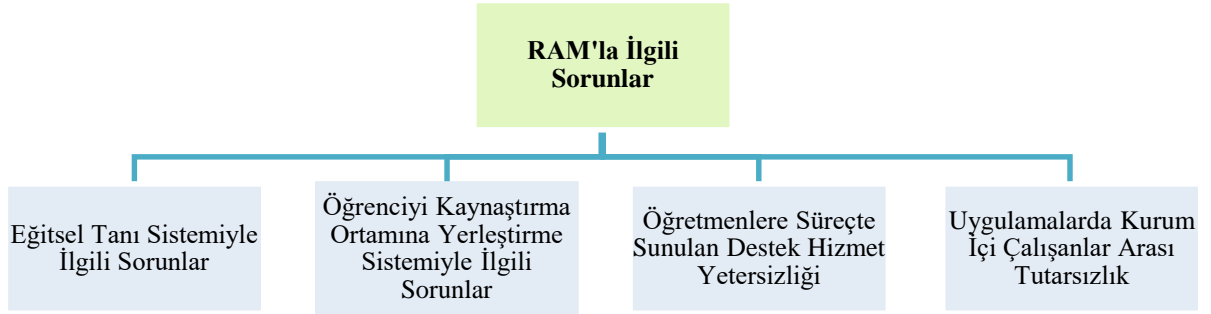 RAM'la İlgili
Sorunlar
Eğitsel Tanı Sistemiyle
İlgili Sorunlar
Öğrenciyi Kaynaştırma
Ortamına Yerleştirme
Sistemiyle İlgili
Sorunlar
Öğretmenlere Süreçte
Sunulan Destek Hizmet
Yetersizliği
Uygulamalarda Kurum
İçi Çalışanlar Arası
Tutarsızlık